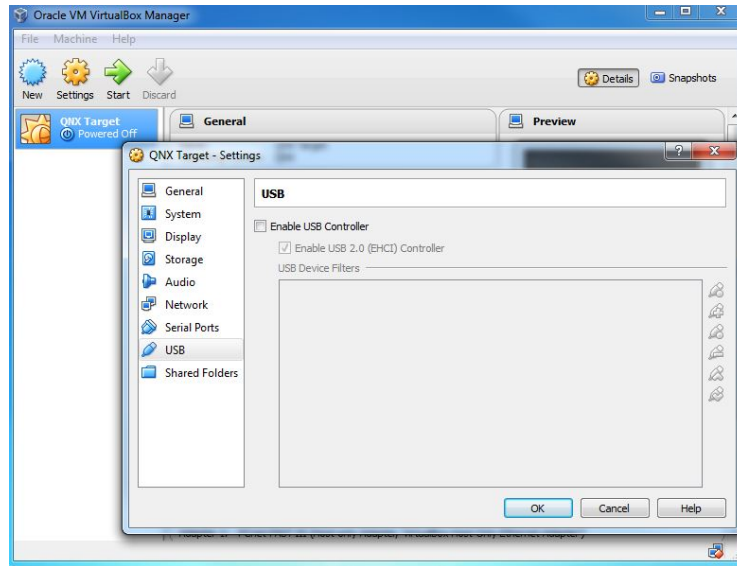 Oracle VM VirtualBox Manager
File Machine Help
New Settings Start Discard
Details Snapshots
QNX Target
Powered Off
General
Preview
QNX Target - Settings
General
System
Display
Storage
Audio
Network
Serial Ports
USB
Shared Folders
USB
Enable USB Controller
Enable USB 2.0 (EHCI) Controller
USB Device Filters
OK Cancel Help